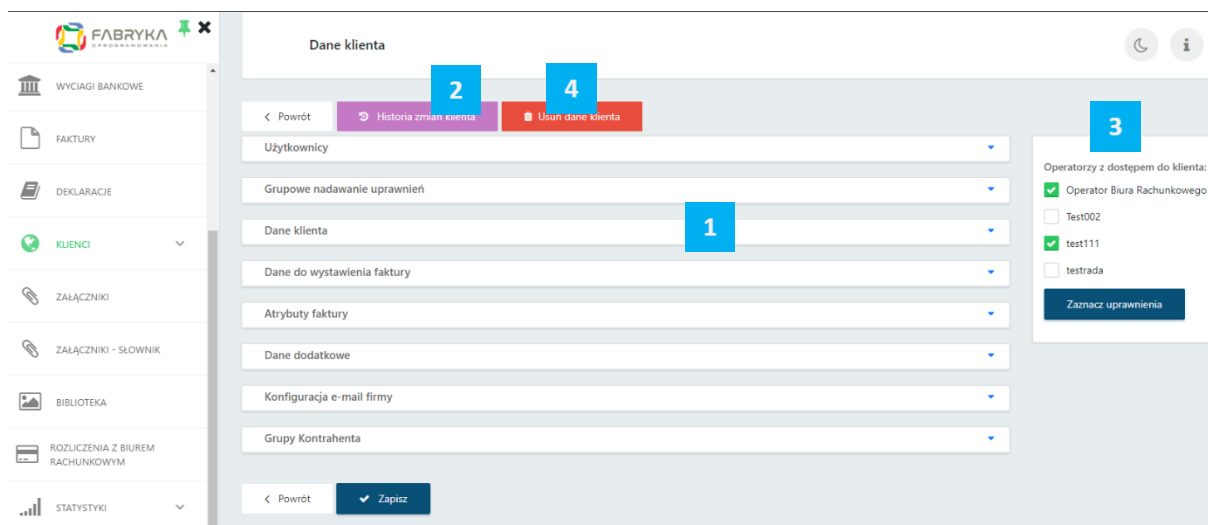 FABRYKA
OPROGRAMOWANIA
WYCIAGI BANKOWE
FAKTURY
DEKLARACJE
KLIENCI
ZAŁĄCZNIKI
ZAŁĄCZNIKI - SŁOWNIK
BIBLIOTEKA
ROZLICZENIA Z BIUREM
RACHUNKOWYM
STATYSTYKI
Dane klienta
2
4
Powrót
Historia zmian klienta
Usuń dane klienta
Użytkownicy
Grupowe nadawanie uprawnień
Dane klienta
1
Dane do wystawienia faktury
Atrybuty faktury
Dane dodatkowe
Konfiguracja e-mail firmy
Grupy Kontrahenta
Powrót
Zapisz
3
Operatorzy z dostępem do klienta:
Operator Biura Rachunkowego
Test002
test111
testrada
Zaznacz uprawnienia